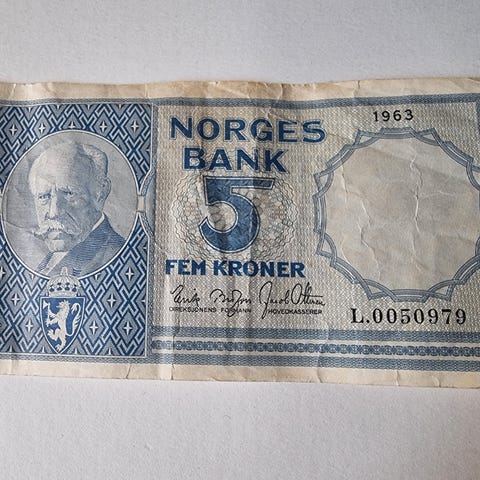 1963
NORGES
BANK
5
FEM KRONER
DIREKSJONENS FORMANN
HOVEDKASSERER
L.0050979